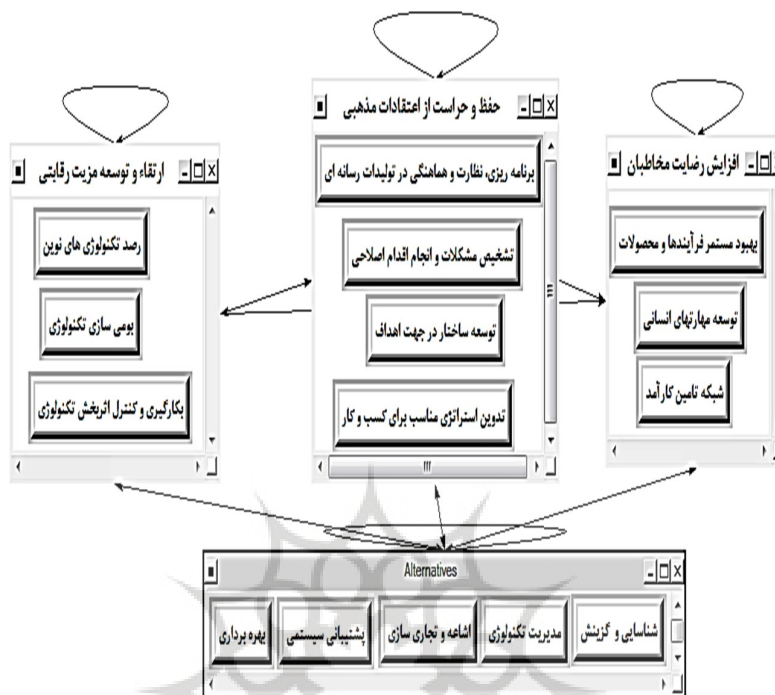 حفظ و حراست از اعتقادات مذهبی
برنامه ریزی، نظارت و هماهنگی در تولیدات رسانه ای
تشخیص مشکلات و انجام اقدام اصلاحی
توسعه ساختار در جهت اهداف
تدوین استراتژی مناسب برای کسب و کار
افزایش رضایت مخاطبان
بهبود مستمر فرآیندها و محصولات
توسعه مهارتهای انسانی
شبکه تامین کارآمد
ارتقاء و توسعه مزیت رقابتی
رصد تکنولوژی های نوین
بومی سازی تکنولوژی
بکارگیری و کنترل اثربخش تکنولوژی
Alternatives
شناسایی و گزینش
مدیریت تکنولوژی
اشاعه و تجاری سازی
پشتیبانی سیستمی
بهره برداری